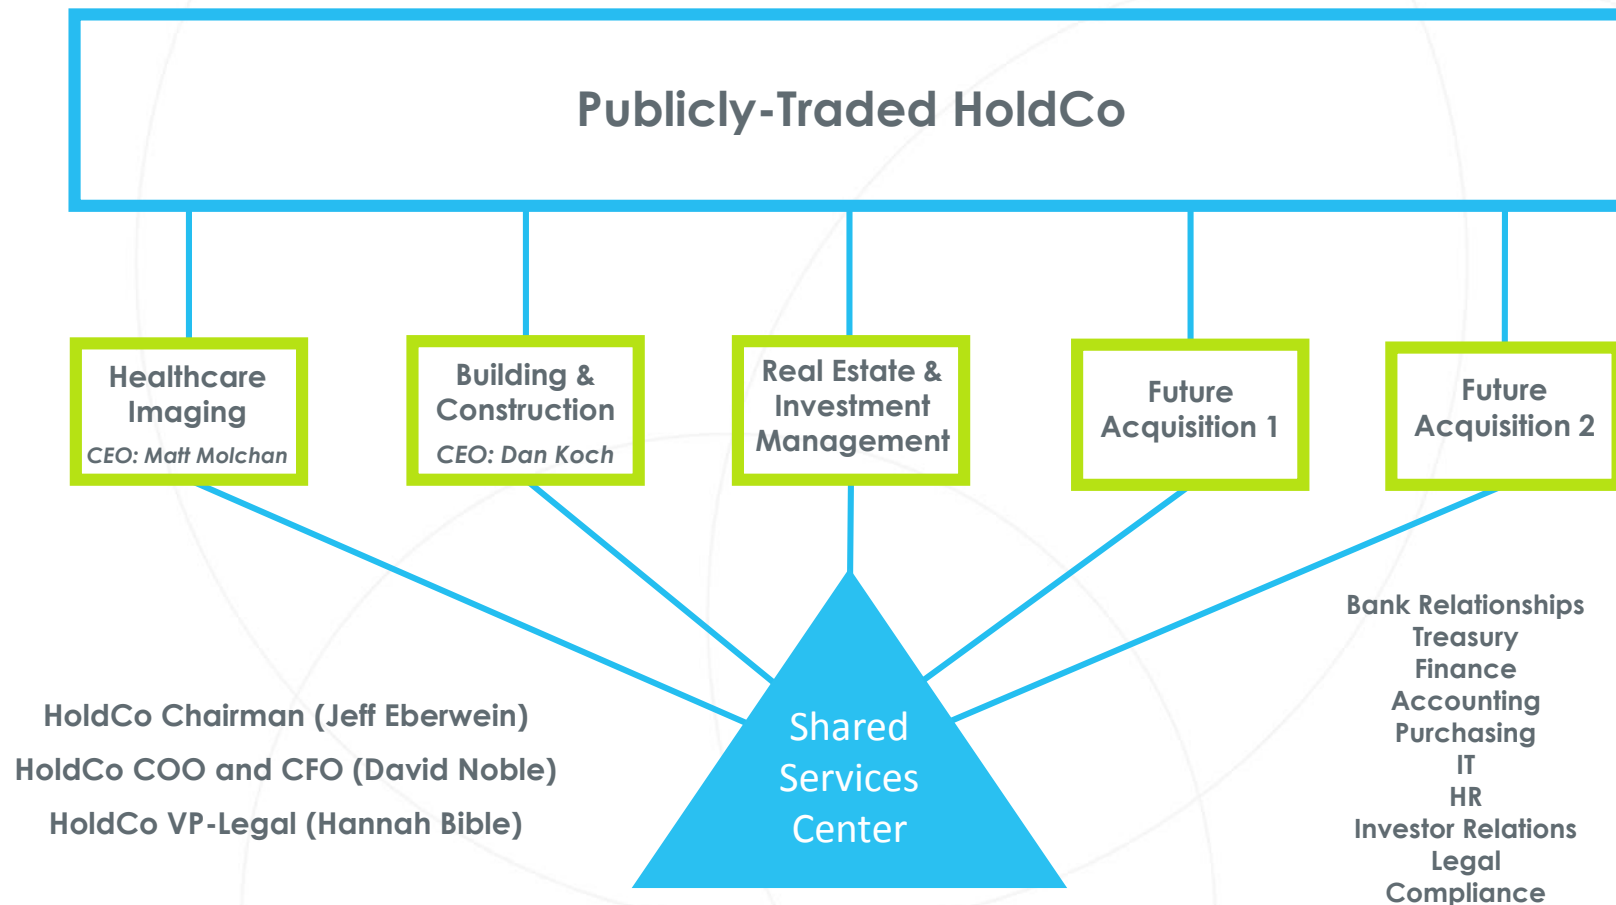 Publicly-Traded HoldCo
Healthcare
Imaging
CEO: Matt Molchan
Building &
Construction
CEO: Dan Koch
Real Estate &
Investment
Management
Future
Acquisition 1
Future
Acquisition 2
HoldCo Chairman (Jeff Eberwein)
HoldCo COO and CFO (David Noble)
HoldCo VP-Legal (Hannah Bible)
Shared
Services
Center
Bank Relationships
Treasury
Finance
Accounting
Purchasing
IT
HR
Investor Relations
Legal
Compliance